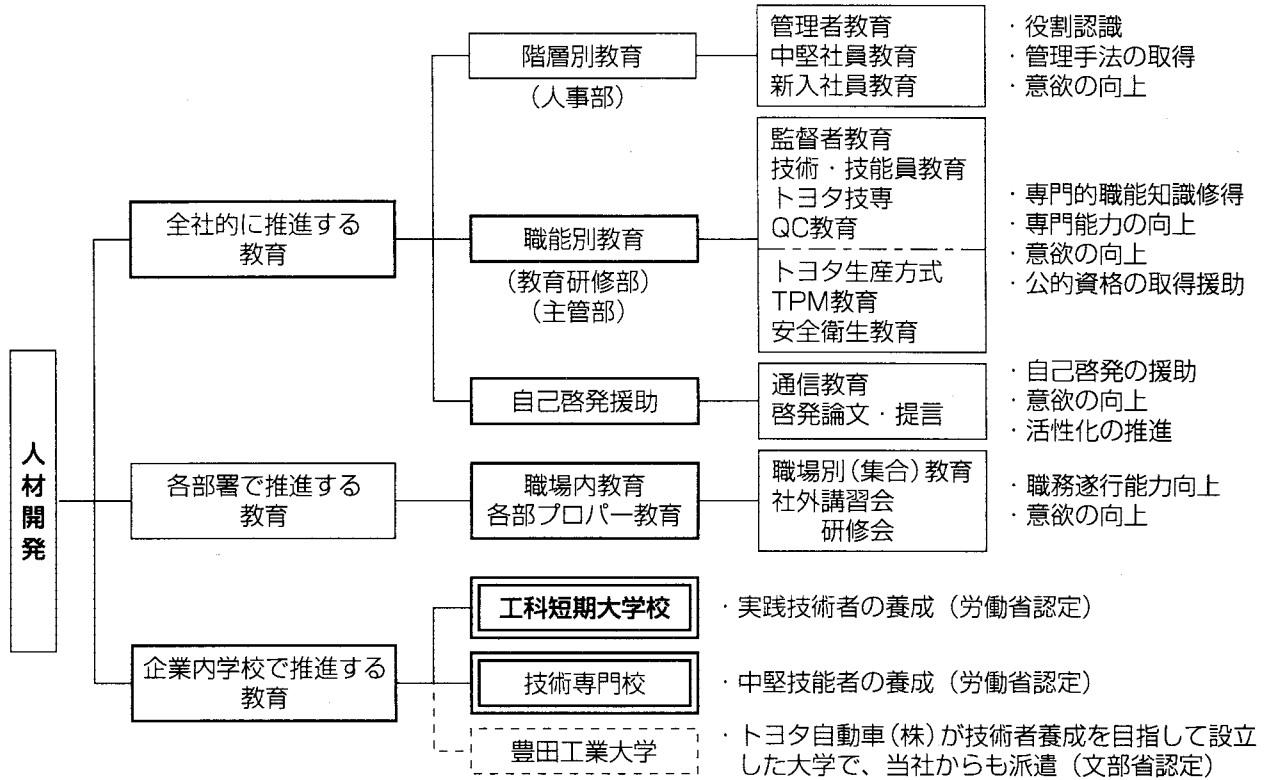 人材開発
全社的に推進する
教育
階層別教育
（人事部）
管理者教育
中堅社員教育
新入社員教育
・役割認識
・管理手法の取得
・意欲の向上
職能別教育
（教育研修部）
（主管部）
監督者教育
技術・技能員教育
トヨタ技専
QC教育
トヨタ生産方式
TPM教育
安全衛生教育
・専門的職能知識修得
・専門能力の向上
・意欲の向上
・公的資格の取得援助
自己啓発援助
通信教育
啓発論文・提言
・自己啓発の援助
・意欲の向上
・活性化の推進
各部署で推進する
教育
職場内教育
各部プロパー教育
職場別（集合）教育
社外講習会
研修会
・職務遂行能力向上
・意欲の向上
企業内学校で推進する
教育
工科短期大学校
・実践技術者の養成（労働省認定）
技術専門校
・中堅技能者の養成（労働省認定）
豊田工業大学
・トヨタ自動車（株）が技術者養成を目指して設立
した大学で、当社からも派遣（文部省認定）